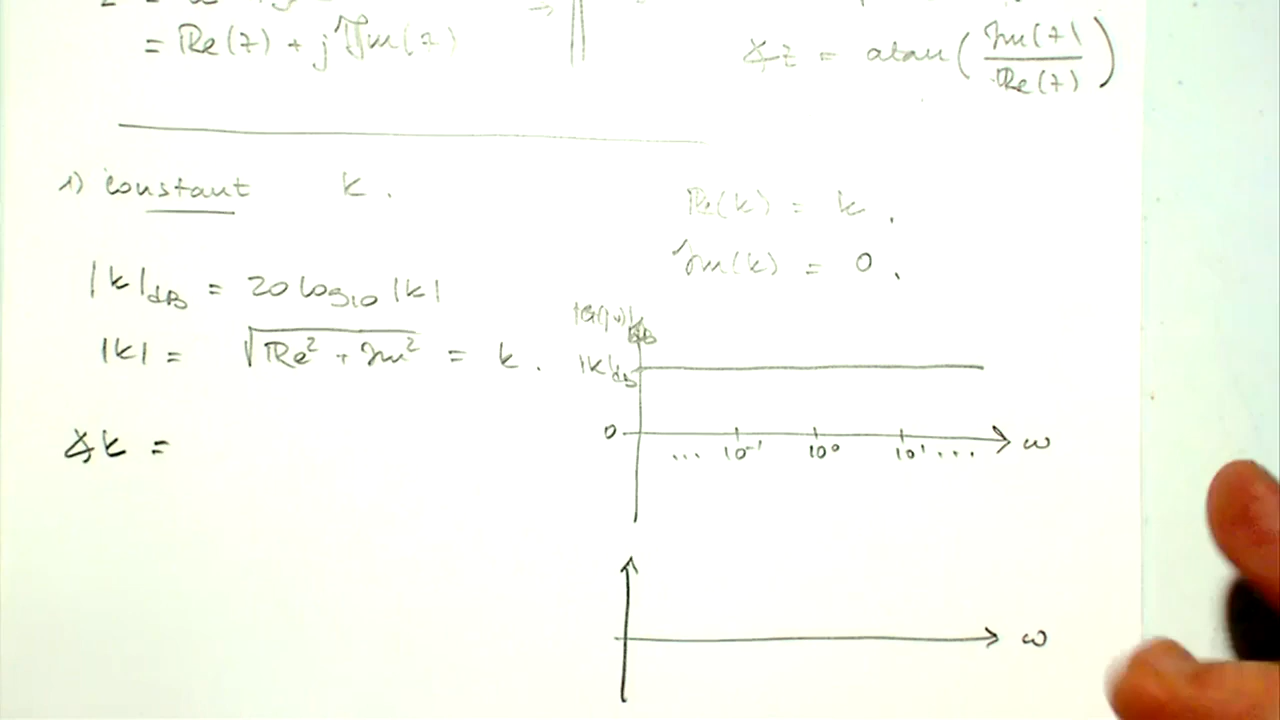 = Re(z) + j Im(z)
∡z = atan ( Im(z) / Re(z) )
1) constant k .
Re(k) = k .
Im(k) = 0 .
|k|dB = 20 log10 |k|
|k| = √(Re² + Im²) = k .
|G(jω)|dB
|k|dB
0
... 10⁻¹ 10⁰ 10¹ ...
ω
∡k =
ω